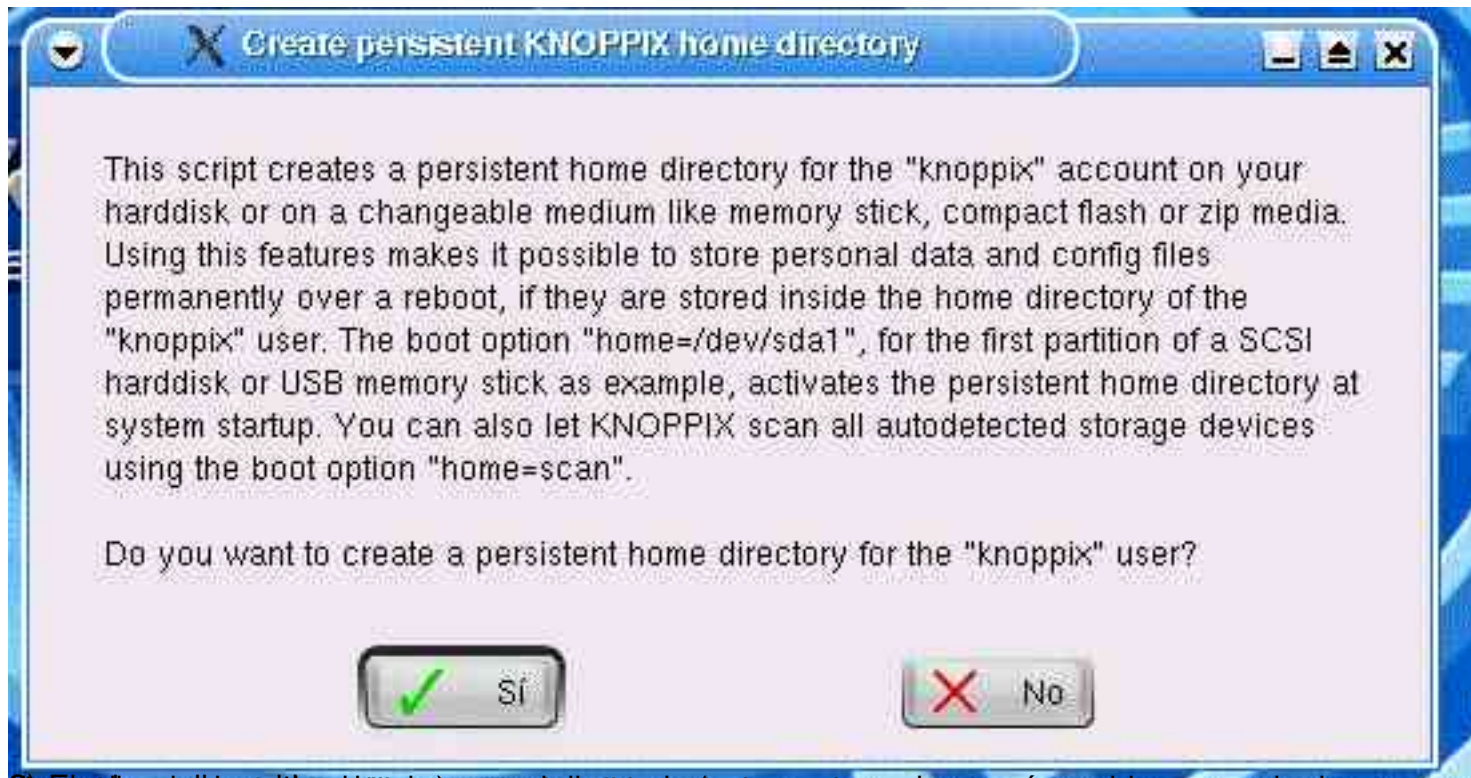 Create persistent KNOPPIX home directory
This script creates a persistent home directory for the "knoppix" account on your
harddisk or on a changeable medium like memory stick, compact flash or zip media.
Using this features makes it possible to store personal data and config files
permanently over a reboot, if they are stored inside the home directory of the
"knoppix" user. The boot option "home=/dev/sda1", for the first partition of a SCSI
harddisk or USB memory stick as example, activates the persistent home directory at
system startup. You can also let KNOPPIX scan all autodetected storage devices
using the boot option "home=scan".
Do you want to create a persistent home directory for the "knoppix" user?
Sí
No